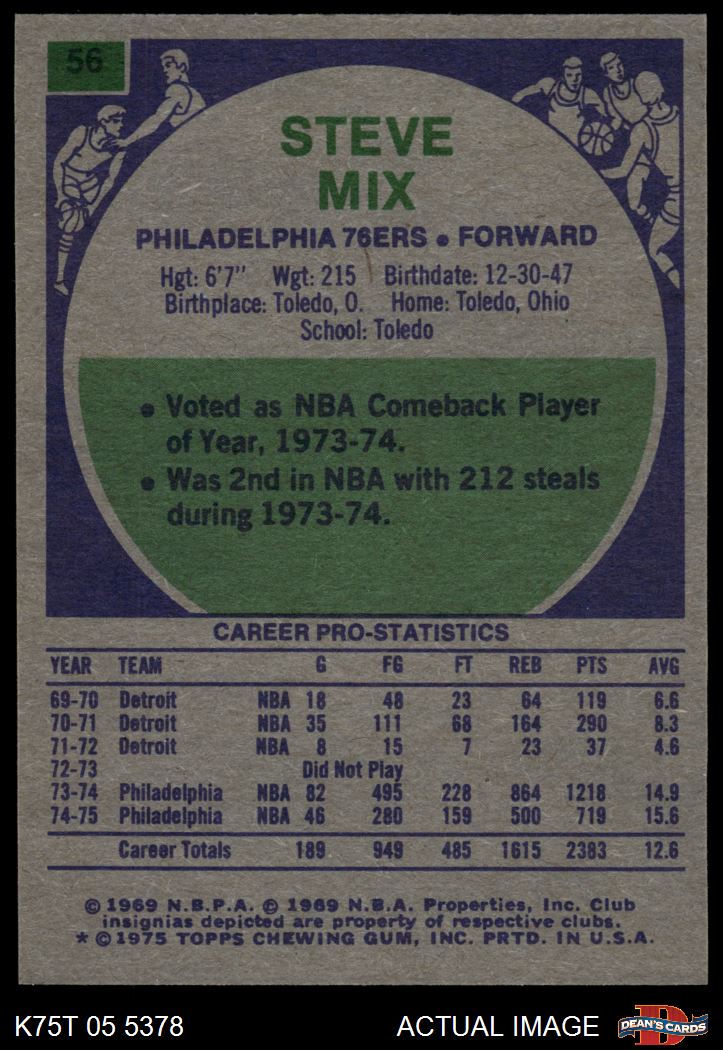 56
STEVE
MIX
PHILADELPHIA 76ERS • FORWARD
Hgt: 6'7" Wgt: 215 Birthdate: 12-30-47
Birthplace: Toledo, O. Home: Toledo, Ohio
School: Toledo
• Voted as NBA Comeback Player
of Year, 1973-74.
• Was 2nd in NBA with 212 steals
during 1973-74.
CAREER PRO-STATISTICS
YEAR TEAM G FG FT REB PTS AVG
69-70 Detroit NBA 18 48 23 64 119 6.6
70-71 Detroit NBA 35 111 68 164 290 8.3
71-72 Detroit NBA 8 15 7 23 37 4.6
72-73 Did Not Play
73-74 Philadelphia NBA 82 495 228 864 1218 14.9
74-75 Philadelphia NBA 46 280 159 500 719 15.6
Career Totals 189 949 485 1615 2383 12.6
© 1969 N.B.P.A. © 1969 N.B.A. Properties, Inc. Club
insignias depicted are property of respective clubs.
* © 1975 TOPPS CHEWING GUM, INC. PRTD. IN U.S.A.
K75T 05 5378 ACTUAL IMAGE
D
DEAN'S CARDS